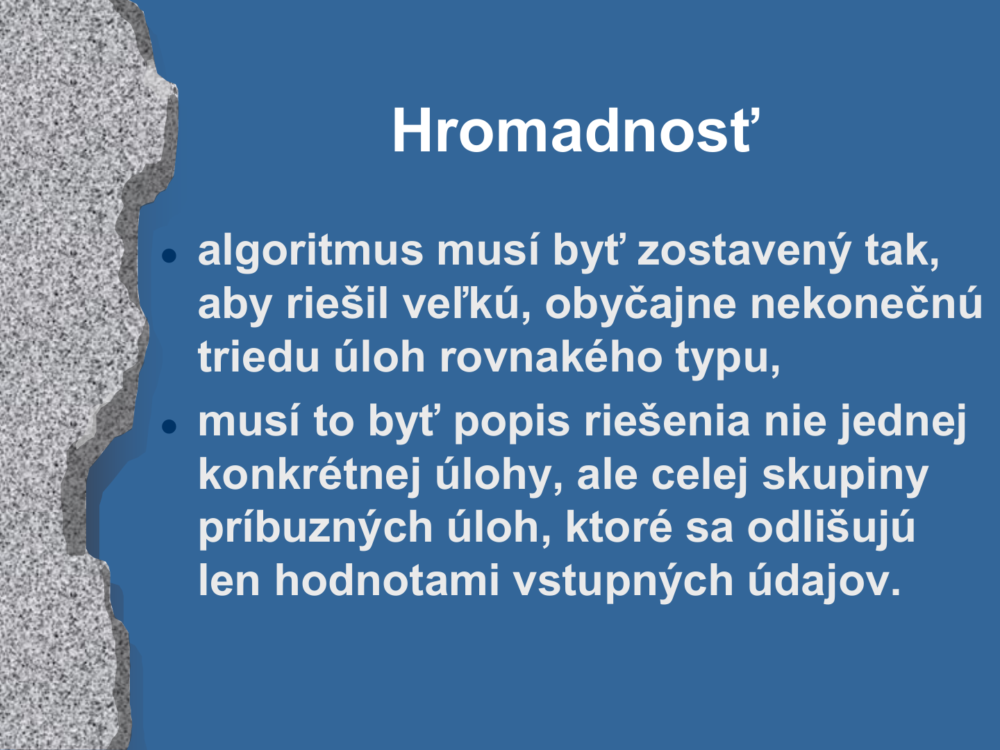 Hromadnosť
● algoritmus musí byť zostavený tak,
aby riešil veľkú, obyčajne nekonečnú
triedu úloh rovnakého typu,
● musí to byť popis riešenia nie jednej
konkrétnej úlohy, ale celej skupiny
príbuzných úloh, ktoré sa odlišujú
len hodnotami vstupných údajov.